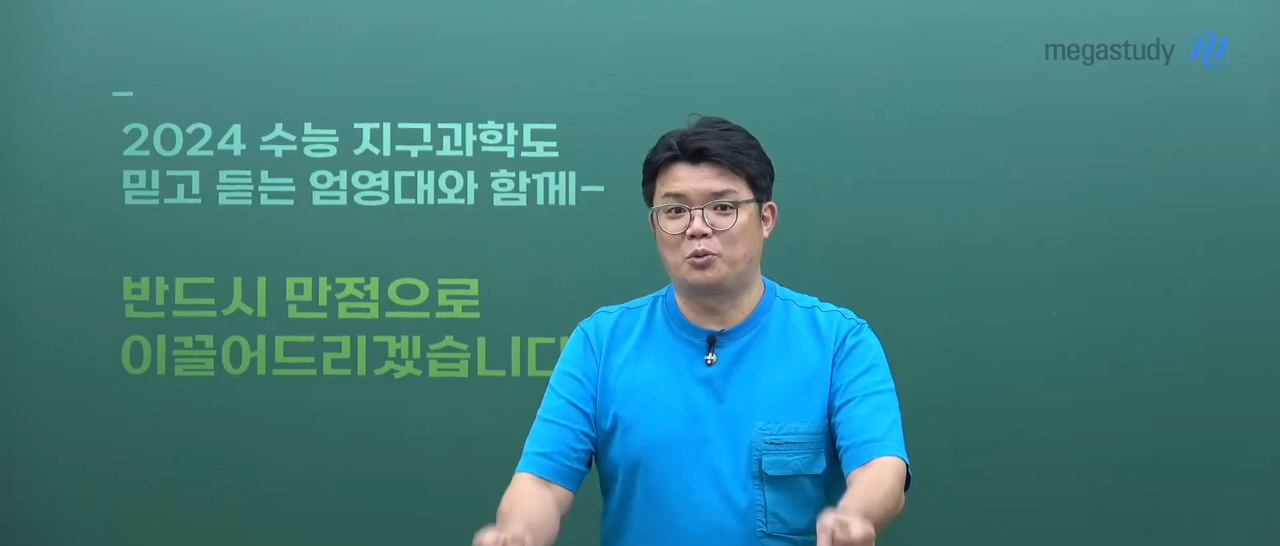 megastudy
2024 수능 지구과학도
믿고 듣는 엄영대와 함께-
반드시 만점으로
이끌어드리겠습니다